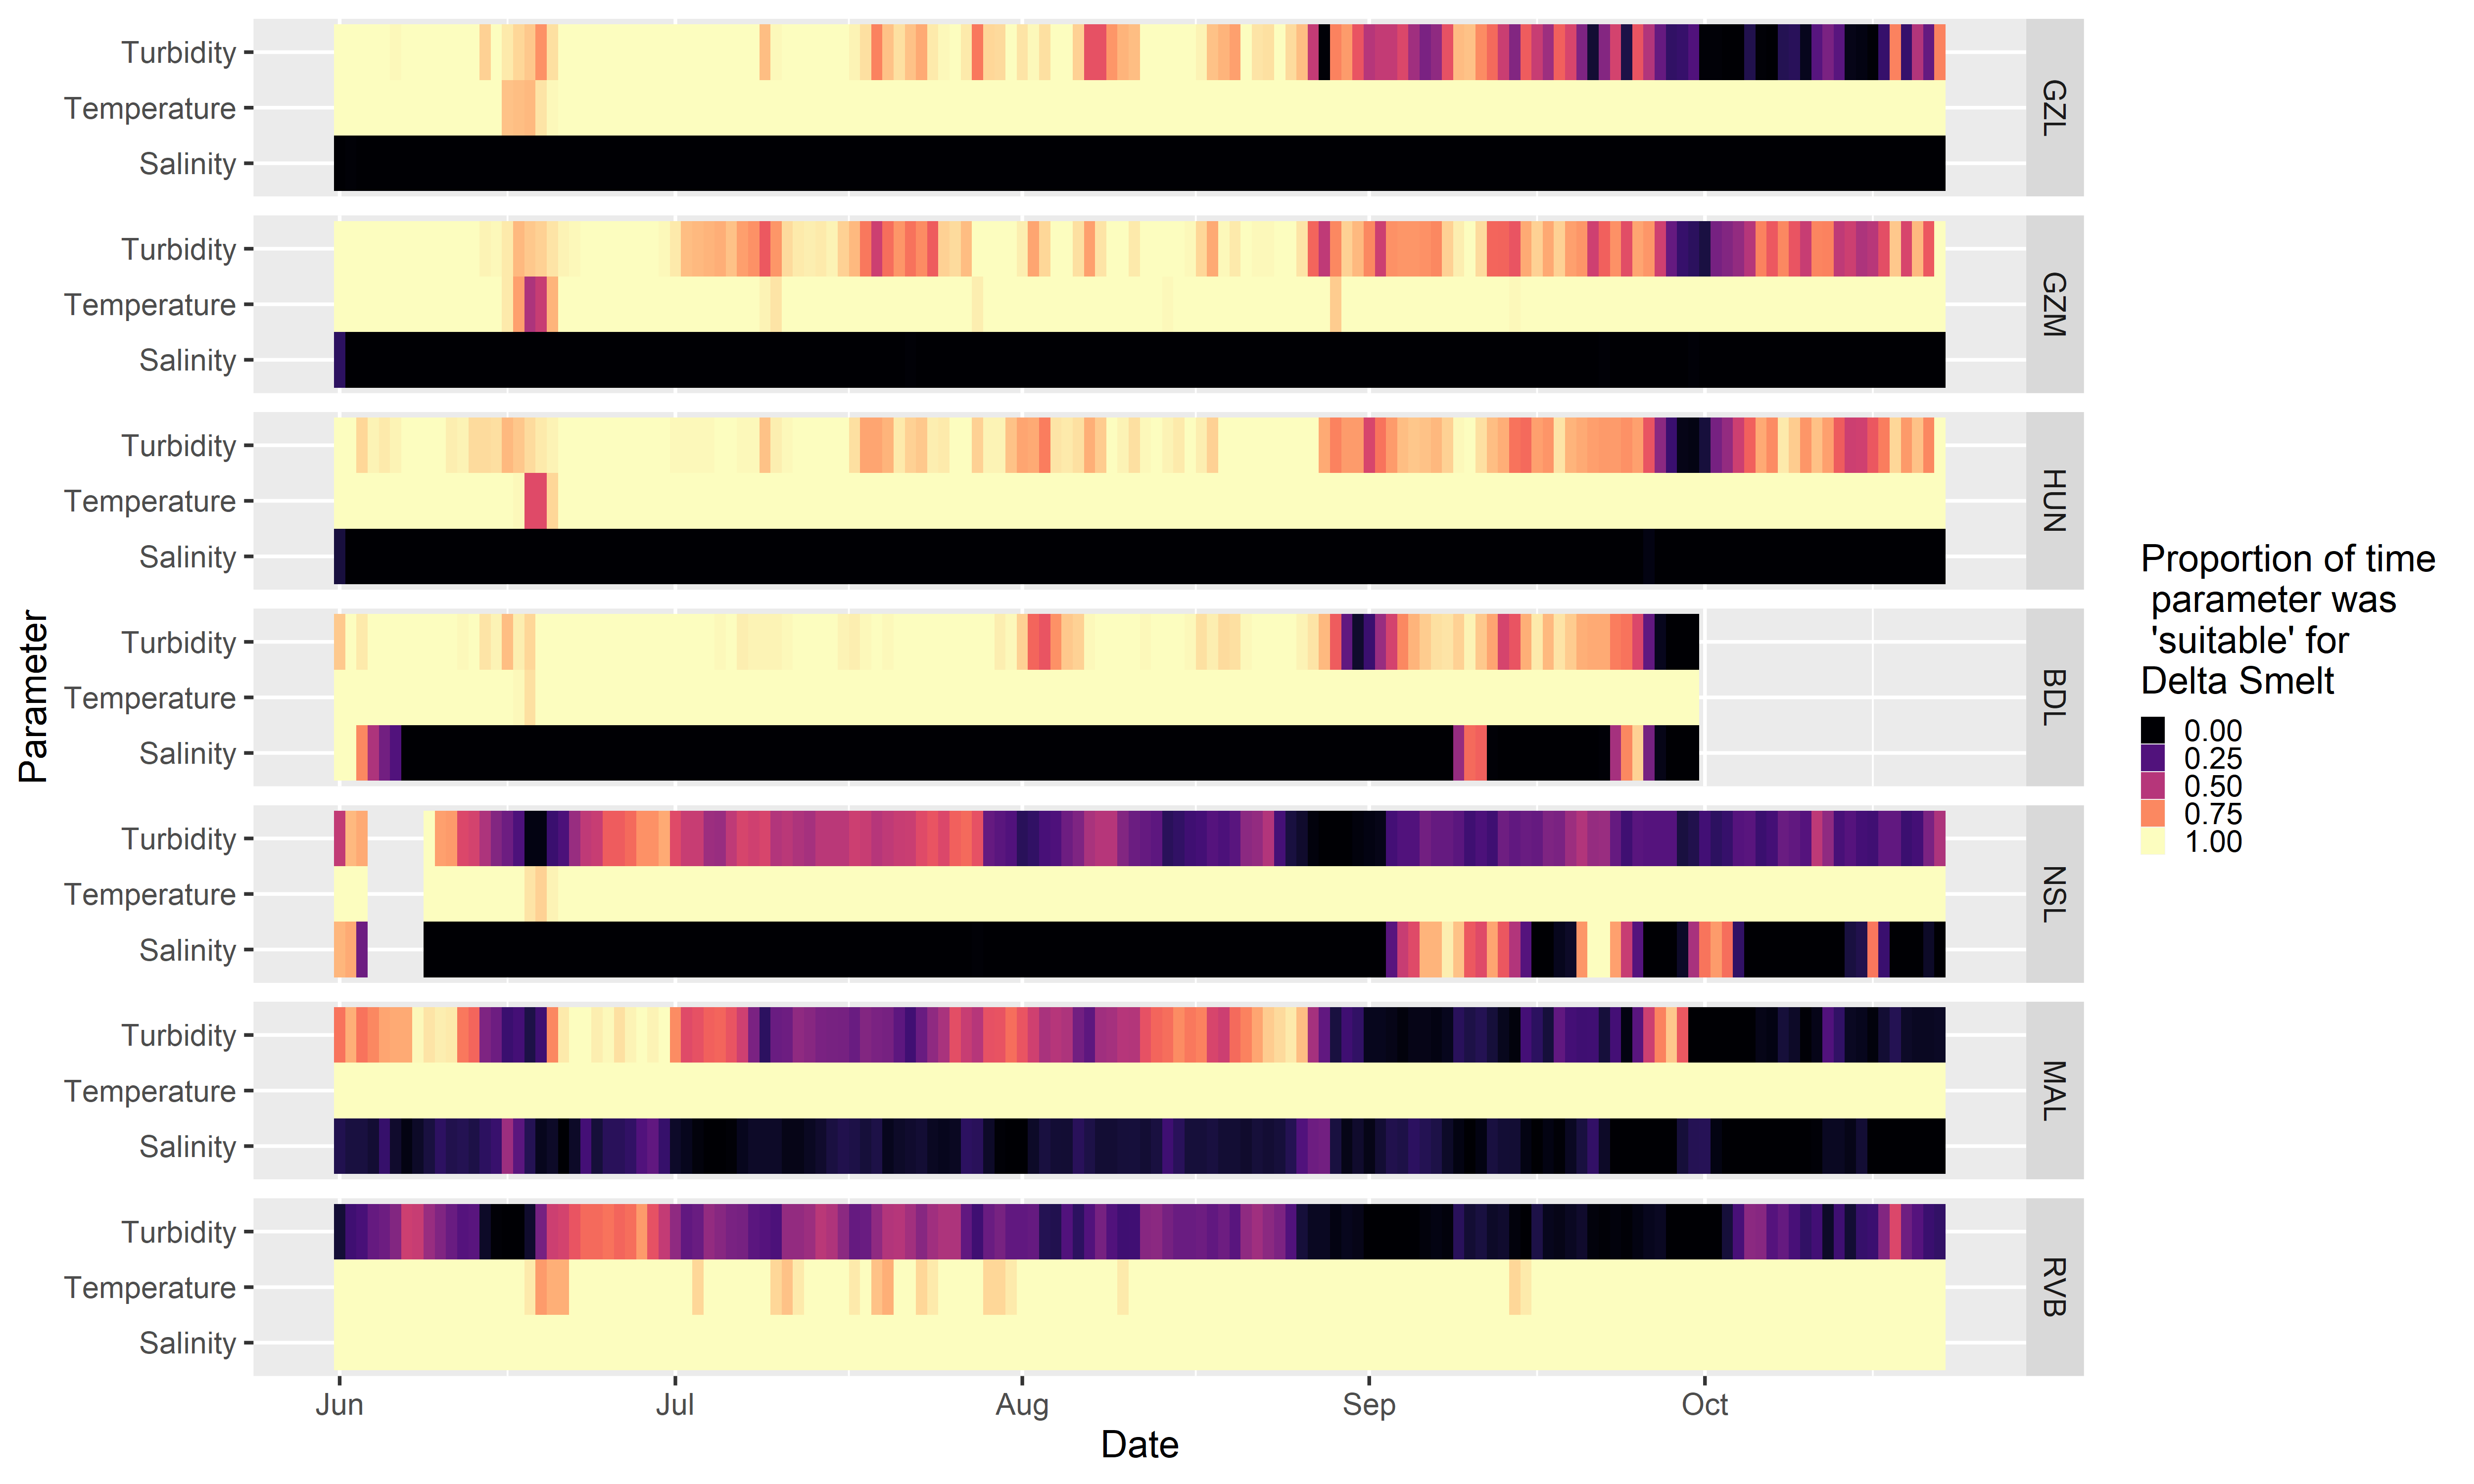 Turbidity
Temperature
Salinity
GZL
Turbidity
Temperature
Salinity
GZM
Turbidity
Temperature
Salinity
HUN
Turbidity
Temperature
Salinity
BDL
Turbidity
Temperature
Salinity
NSL
Turbidity
Temperature
Salinity
MAL
Turbidity
Temperature
Salinity
RVB
Parameter
Jun
Jul
Aug
Sep
Oct
Date
Proportion of time
parameter was
'suitable' for
Delta Smelt
0.00
0.25
0.50
0.75
1.00